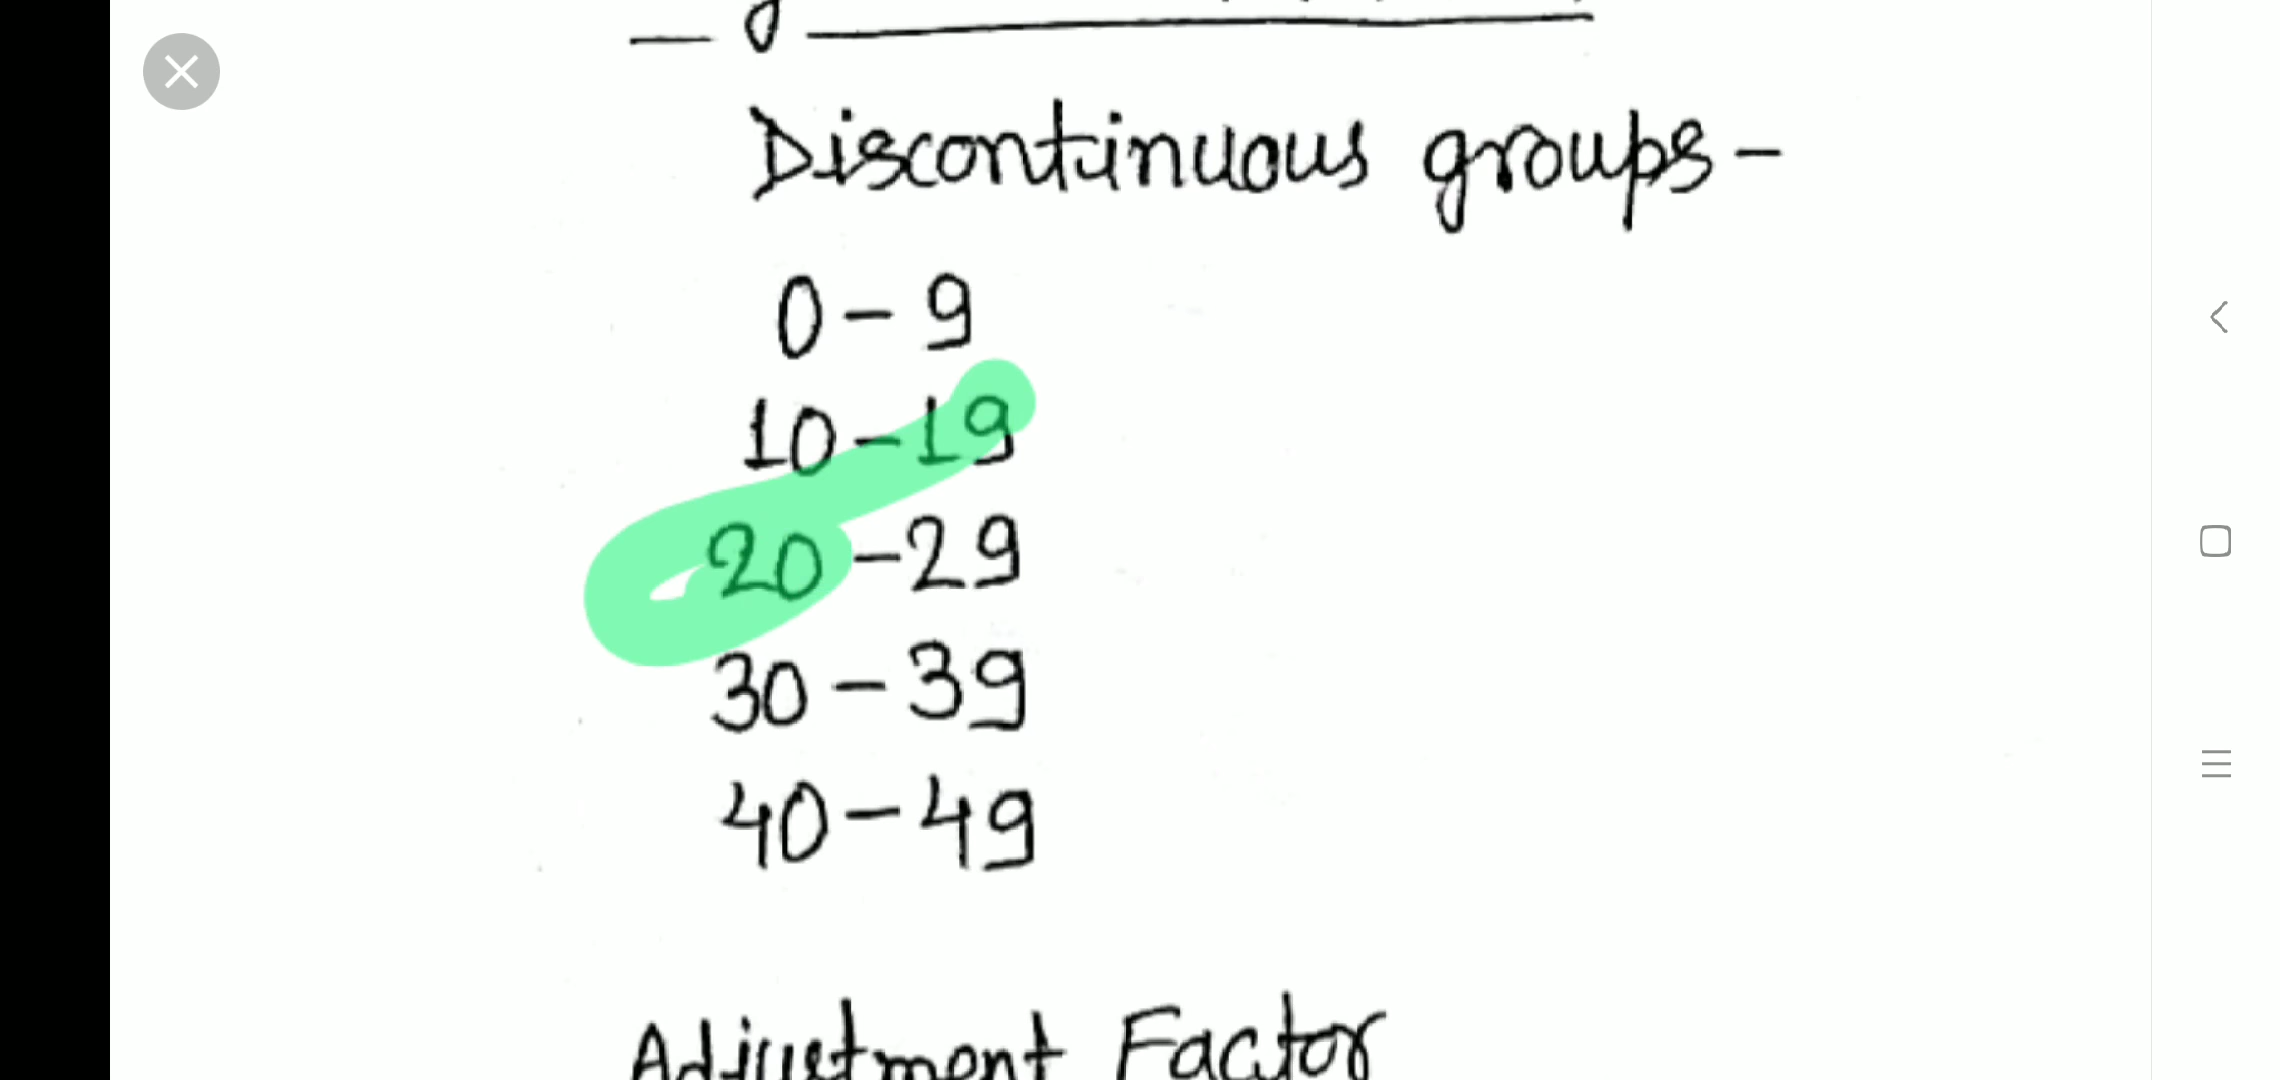 Discontinuous groups-
0-9
10-19
20-29
30-39
40-49
Adjustment Factor